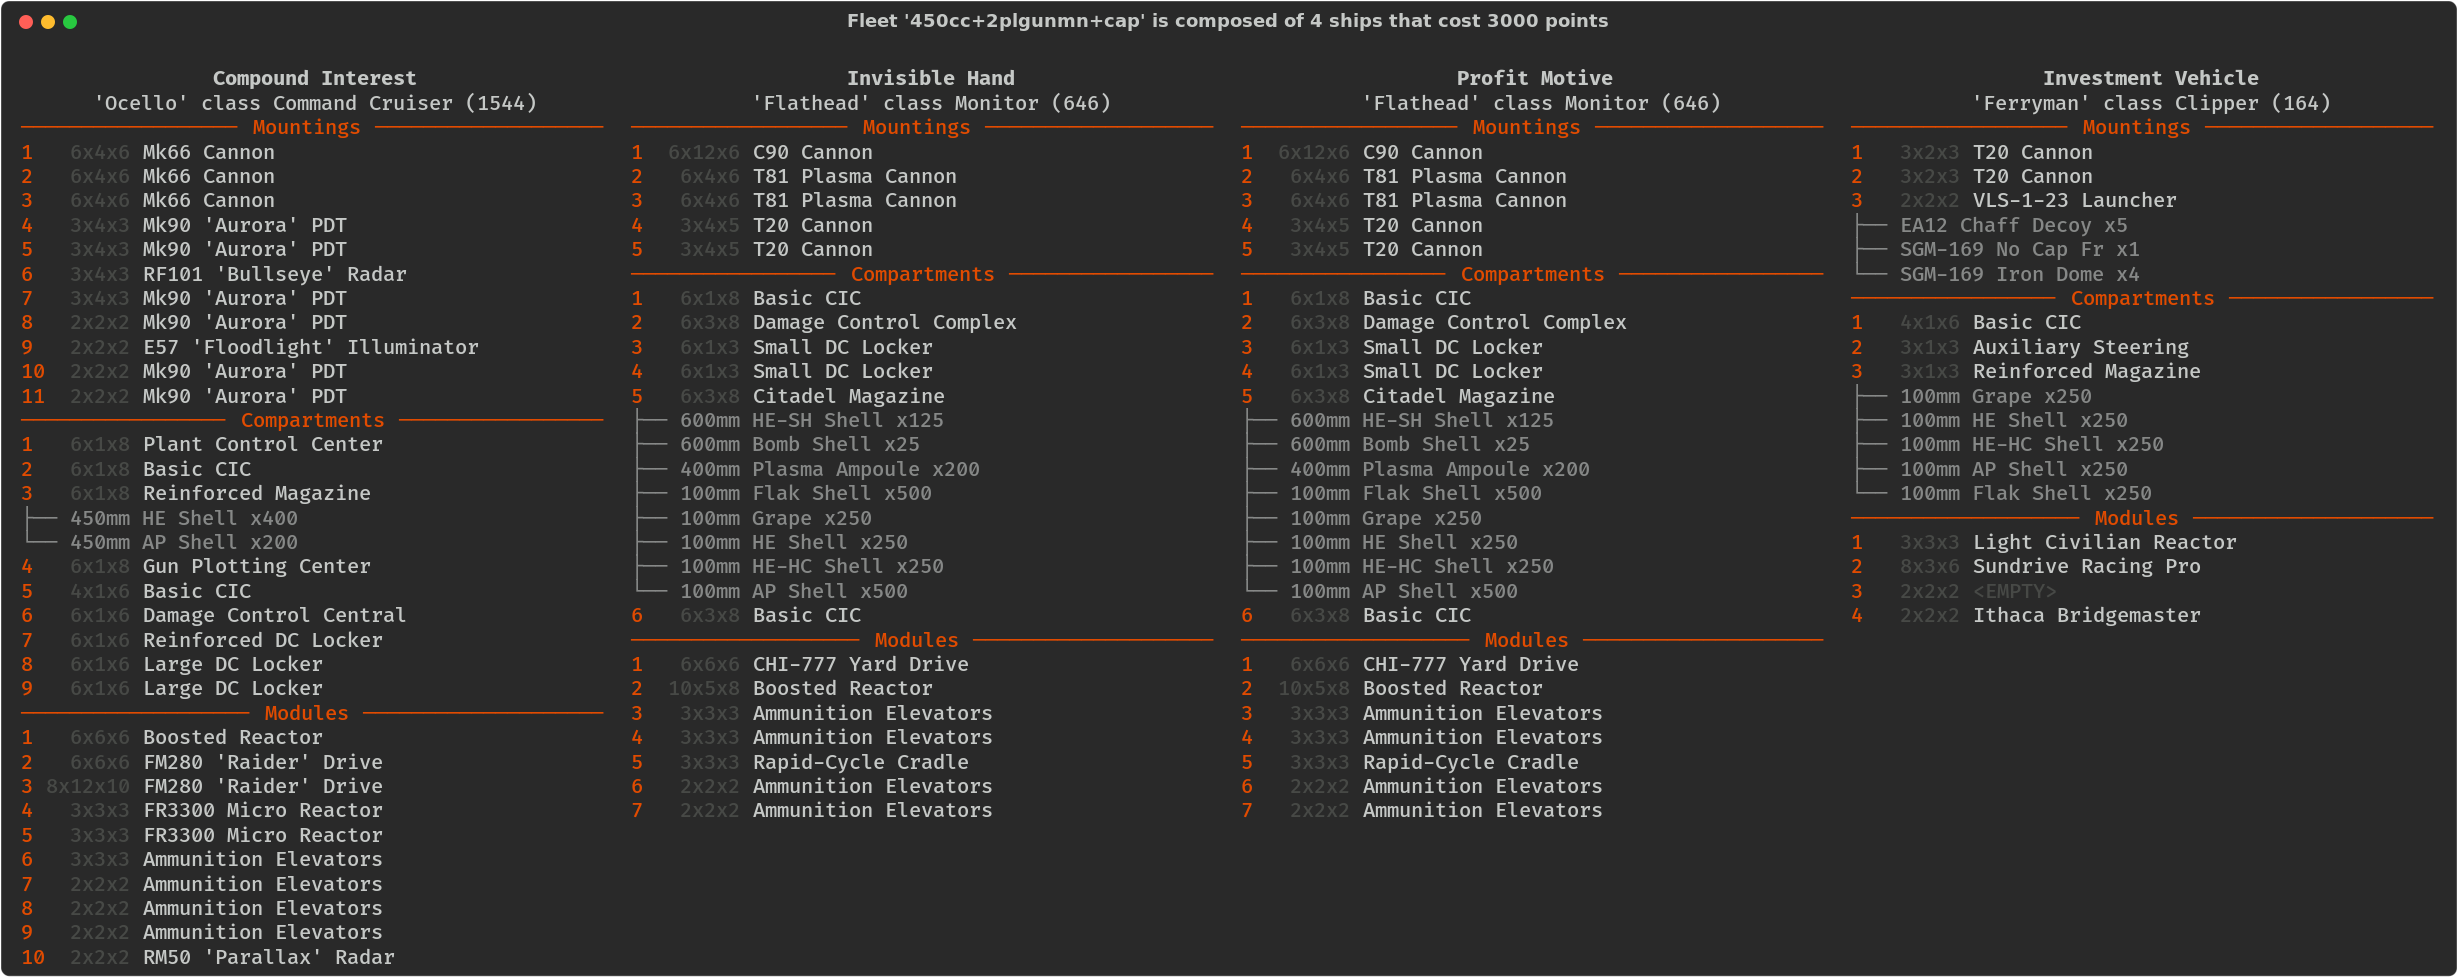 Fleet '450cc+2plgunmn+cap' is composed of 4 ships that cost 3000 points
Compound Interest
'Ocello' class Command Cruiser (1544)
Mountings
1 6x4x6 Mk66 Cannon
2 6x4x6 Mk66 Cannon
3 6x4x6 Mk66 Cannon
4 3x4x3 Mk90 'Aurora' PDT
5 3x4x3 Mk90 'Aurora' PDT
6 3x4x3 RF101 'Bullseye' Radar
7 3x4x3 Mk90 'Aurora' PDT
8 2x2x2 Mk90 'Aurora' PDT
9 2x2x2 E57 'Floodlight' Illuminator
10 2x2x2 Mk90 'Aurora' PDT
11 2x2x2 Mk90 'Aurora' PDT
Compartments
1 6x1x8 Plant Control Center
2 6x1x8 Basic CIC
3 6x1x8 Reinforced Magazine
450mm HE Shell x400
450mm AP Shell x200
4 6x1x8 Gun Plotting Center
5 4x1x6 Basic CIC
6 6x1x6 Damage Control Central
7 6x1x6 Reinforced DC Locker
8 6x1x6 Large DC Locker
9 6x1x6 Large DC Locker
Modules
1 6x6x6 Boosted Reactor
2 6x6x6 FM280 'Raider' Drive
3 8x12x10 FM280 'Raider' Drive
4 3x3x3 FR3300 Micro Reactor
5 3x3x3 FR3300 Micro Reactor
6 3x3x3 Ammunition Elevators
7 2x2x2 Ammunition Elevators
8 2x2x2 Ammunition Elevators
9 2x2x2 Ammunition Elevators
10 2x2x2 RM50 'Parallax' Radar
Invisible Hand
'Flathead' class Monitor (646)
Mountings
1 6x12x6 C90 Cannon
2 6x4x6 T81 Plasma Cannon
3 6x4x6 T81 Plasma Cannon
4 3x4x5 T20 Cannon
5 3x4x5 T20 Cannon
Compartments
1 6x1x8 Basic CIC
2 6x3x8 Damage Control Complex
3 6x1x3 Small DC Locker
4 6x1x3 Small DC Locker
5 6x3x8 Citadel Magazine
600mm HE-SH Shell x125
600mm Bomb Shell x25
400mm Plasma Ampoule x200
100mm Flak Shell x500
100mm Grape x250
100mm HE Shell x250
100mm HE-HC Shell x250
100mm AP Shell x500
6 6x3x8 Basic CIC
Modules
1 6x6x6 CHI-777 Yard Drive
2 10x5x8 Boosted Reactor
3 3x3x3 Ammunition Elevators
4 3x3x3 Ammunition Elevators
5 3x3x3 Rapid-Cycle Cradle
6 2x2x2 Ammunition Elevators
7 2x2x2 Ammunition Elevators
Profit Motive
'Flathead' class Monitor (646)
Mountings
1 6x12x6 C90 Cannon
2 6x4x6 T81 Plasma Cannon
3 6x4x6 T81 Plasma Cannon
4 3x4x5 T20 Cannon
5 3x4x5 T20 Cannon
Compartments
1 6x1x8 Basic CIC
2 6x3x8 Damage Control Complex
3 6x1x3 Small DC Locker
4 6x1x3 Small DC Locker
5 6x3x8 Citadel Magazine
600mm HE-SH Shell x125
600mm Bomb Shell x25
400mm Plasma Ampoule x200
100mm Flak Shell x500
100mm Grape x250
100mm HE Shell x250
100mm HE-HC Shell x250
100mm AP Shell x500
6 6x3x8 Basic CIC
Modules
1 6x6x6 CHI-777 Yard Drive
2 10x5x8 Boosted Reactor
3 3x3x3 Ammunition Elevators
4 3x3x3 Ammunition Elevators
5 3x3x3 Rapid-Cycle Cradle
6 2x2x2 Ammunition Elevators
7 2x2x2 Ammunition Elevators
Investment Vehicle
'Ferryman' class Clipper (164)
Mountings
1 3x2x3 T20 Cannon
2 3x2x3 T20 Cannon
3 2x2x2 VLS-1-23 Launcher
EA12 Chaff Decoy x5
SGM-169 No Cap Fr x1
SGM-169 Iron Dome x4
Compartments
1 4x1x6 Basic CIC
2 3x1x3 Auxiliary Steering
3 3x1x3 Reinforced Magazine
100mm Grape x250
100mm HE Shell x250
100mm HE-HC Shell x250
100mm AP Shell x250
100mm Flak Shell x250
Modules
1 3x3x3 Light Civilian Reactor
2 8x3x6 Sundrive Racing Pro
3 2x2x2 <EMPTY>
4 2x2x2 Ithaca Bridgemaster